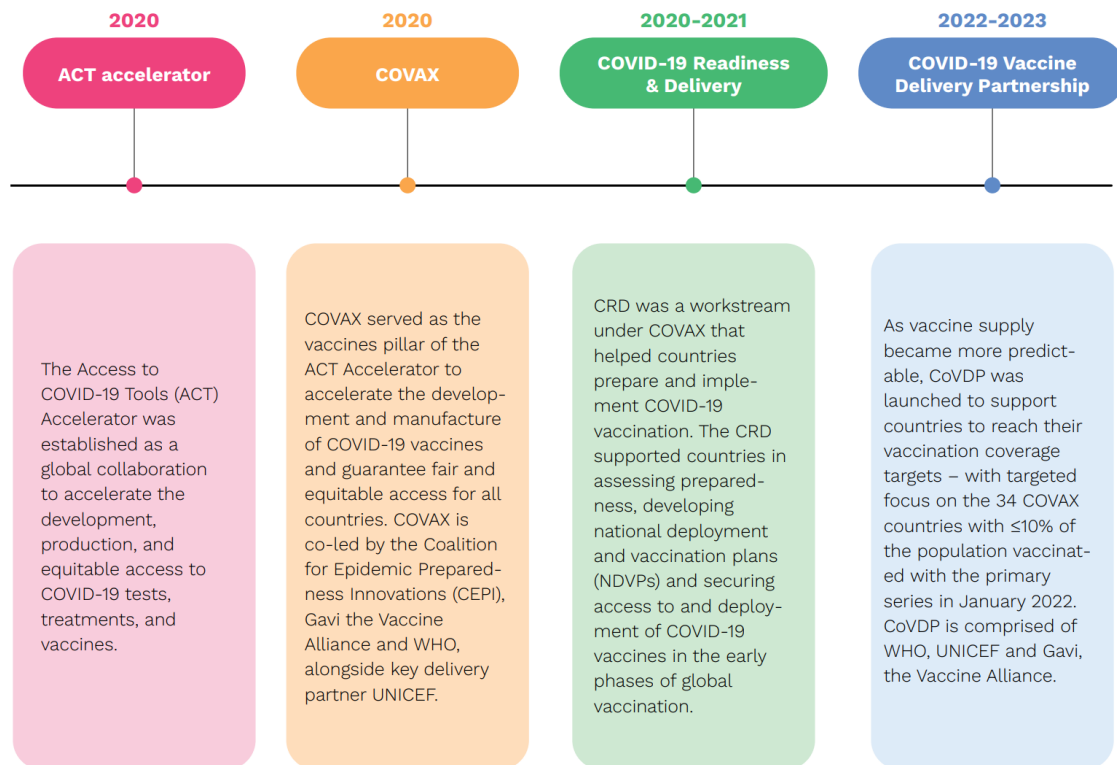 2020
ACT accelerator
2020
COVAX
2020-2021
COVID-19 Readiness
& Delivery
2022-2023
COVID-19 Vaccine
Delivery Partnership
The Access to
COVID-19 Tools (ACT)
Accelerator was
established as a
global collaboration
to accelerate the
development,
production, and
equitable access to
COVID-19 tests,
treatments, and
vaccines.
COVAX served as the
vaccines pillar of the
ACT Accelerator to
accelerate the develop-
ment and manufacture
of COVID-19 vaccines
and guarantee fair and
equitable access for all
countries. COVAX is
co-led by the Coalition
for Epidemic Prepared-
ness Innovations (CEPI),
Gavi the Vaccine
Alliance and WHO,
alongside key delivery
partner UNICEF.
CRD was a workstream
under COVAX that
helped countries
prepare and imple-
ment COVID-19
vaccination. The CRD
supported countries in
assessing prepared-
ness, developing
national deployment
and vaccination plans
(NDVPs) and securing
access to and deploy-
ment of COVID-19
vaccines in the early
phases of global
vaccination.
As vaccine supply
became more predict-
able, CoVDP was
launched to support
countries to reach their
vaccination coverage
targets – with targeted
focus on the 34 COVAX
countries with ≤10% of
the population vaccinat-
ed with the primary
series in January 2022.
CoVDP is comprised of
WHO, UNICEF and Gavi,
the Vaccine Alliance.